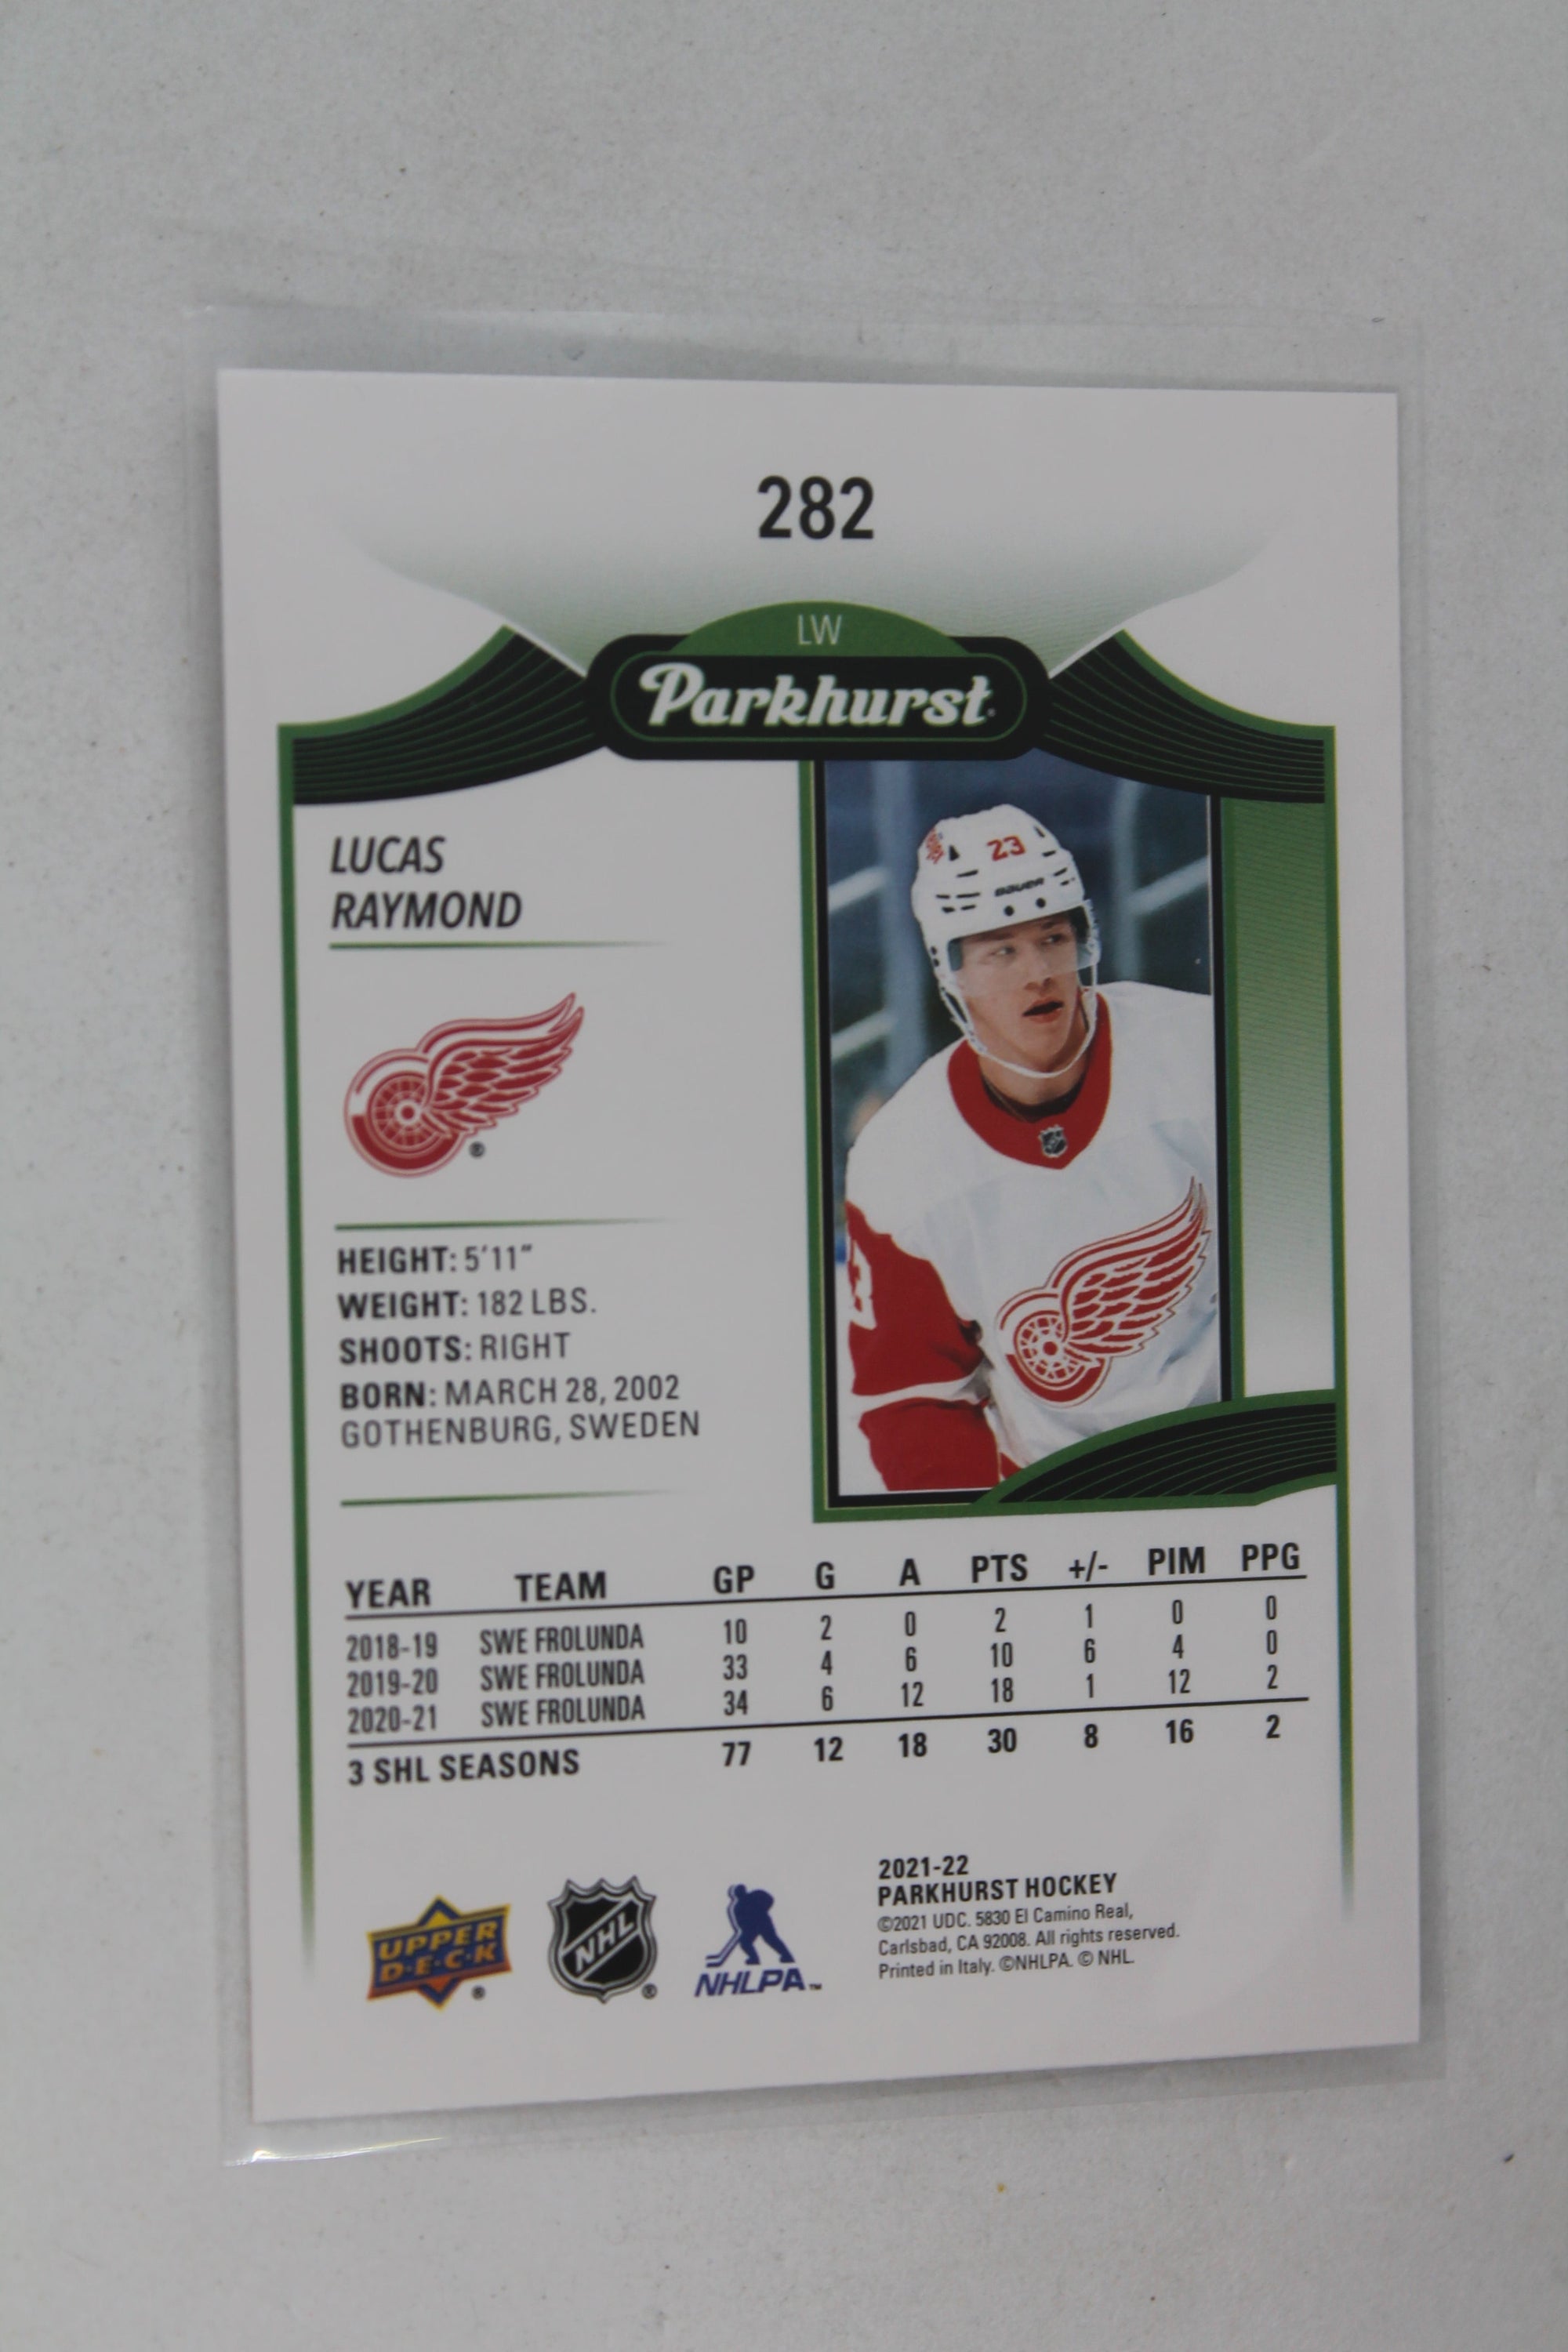 282
LW
Parkhurst
LUCAS
RAYMOND
23
BAUER
®
HEIGHT: 5'11"
WEIGHT: 182 LBS.
SHOOTS: RIGHT
BORN: MARCH 28, 2002
GOTHENBURG, SWEDEN
YEAR TEAM GP G A PTS +/- PIM PPG
2018-19 SWE FROLUNDA 10 2 0 2 1 0 0
2019-20 SWE FROLUNDA 33 4 6 10 6 4 0
2020-21 SWE FROLUNDA 34 6 12 18 1 12 2
3 SHL SEASONS 77 12 18 30 8 16 2
UPPER
D·E·C·K ®
NHL ®
NHLPA™
2021-22
PARKHURST HOCKEY
©2021 UDC. 5830 El Camino Real,
Carlsbad, CA 92008. All rights reserved.
Printed in Italy. ©NHLPA. © NHL.